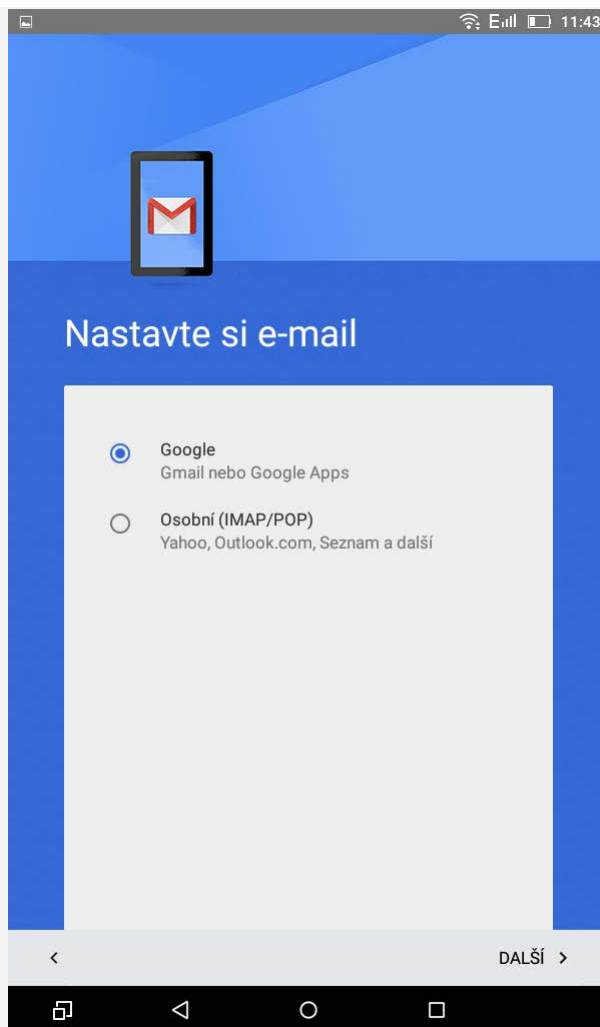 E 11:43
Nastavte si e-mail
Google
Gmail nebo Google Apps
Osobní (IMAP/POP)
Yahoo, Outlook.com, Seznam a další
DALŠÍ